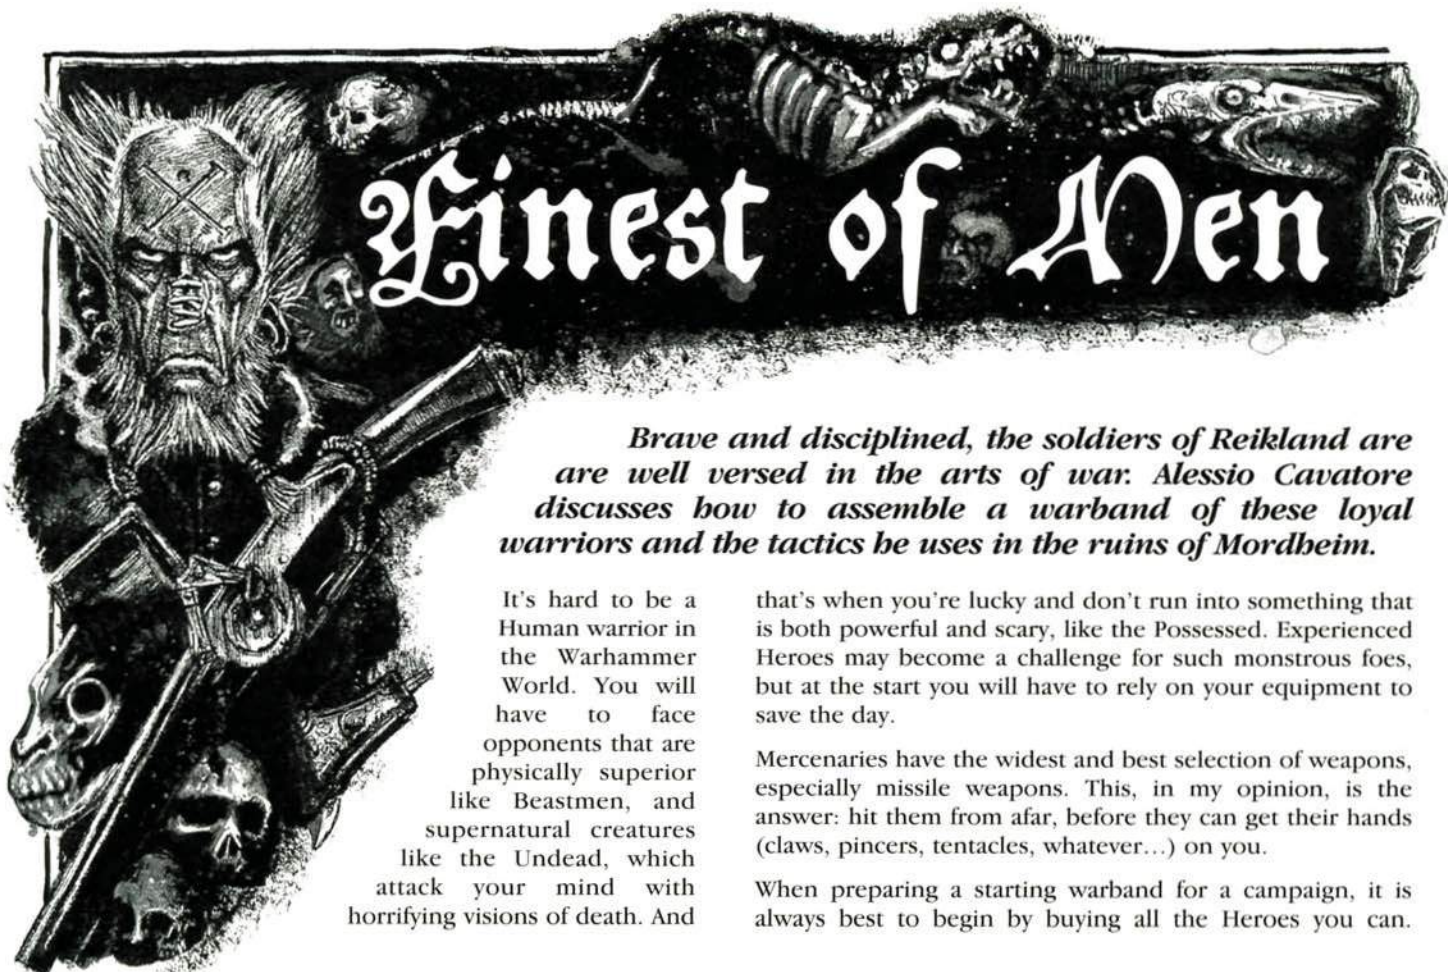 Finest of Men
Brave and disciplined, the soldiers of Reikland are
are well versed in the arts of war. Alessio Cavatore
discusses how to assemble a warband of these loyal
warriors and the tactics he uses in the ruins of Mordheim.
It's hard to be a
Human warrior in
the Warhammer
World. You will
have to face
opponents that are
physically superior
like Beastmen, and
supernatural creatures
like the Undead, which
attack your mind with
horrifying visions of death. And
that's when you're lucky and don't run into something that
is both powerful and scary, like the Possessed. Experienced
Heroes may become a challenge for such monstrous foes,
but at the start you will have to rely on your equipment to
save the day.
Mercenaries have the widest and best selection of weapons,
especially missile weapons. This, in my opinion, is the
answer: hit them from afar, before they can get their hands
(claws, pincers, tentacles, whatever...) on you.
When preparing a starting warband for a campaign, it is
always best to begin by buying all the Heroes you can.